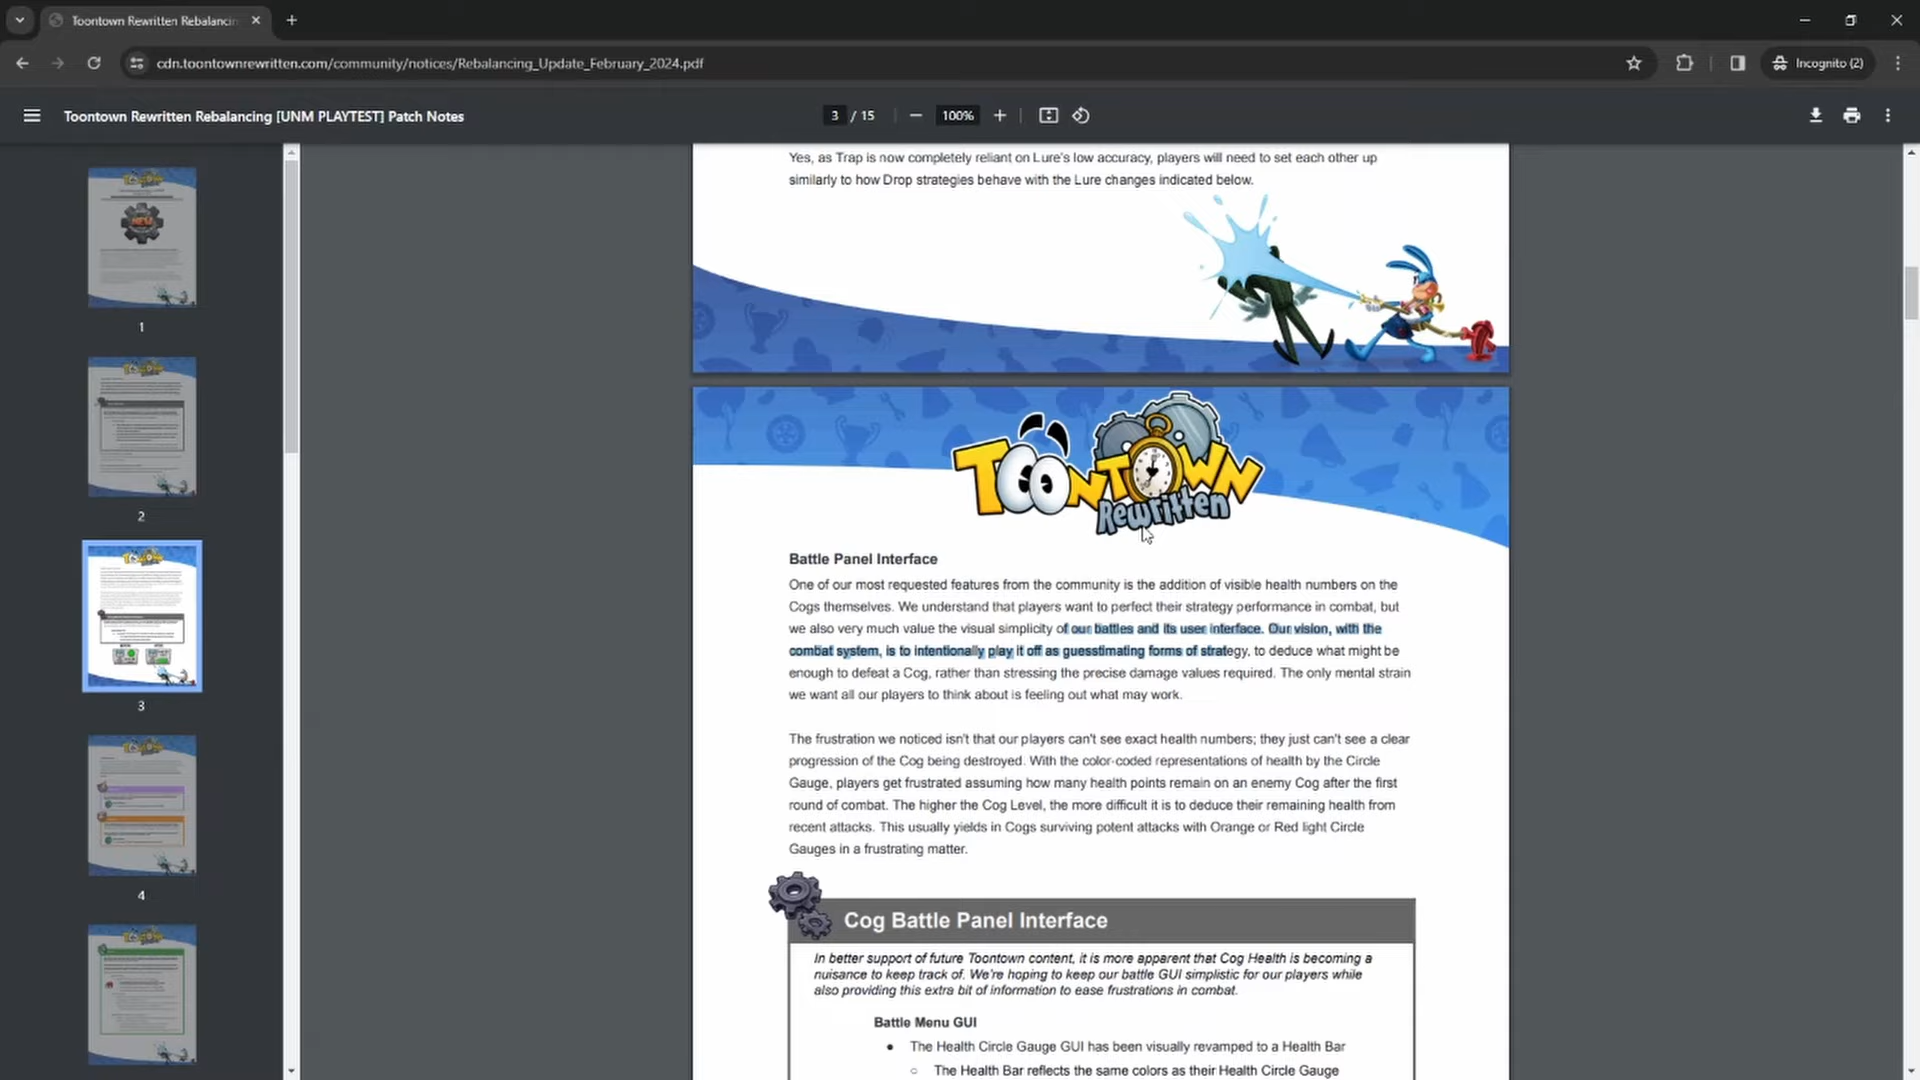 Toontown Rewritten Rebalancin
cdn.toontownrewritten.com/community/notices/Rebalancing_Update_February_2024.pdf
Incognito (2)
Toontown Rewritten Rebalancing [UNM PLAYTEST] Patch Notes
3 / 15
100%
1
2
3
4
Yes, as Trap is now completely reliant on Lure's low accuracy, players will need to set each other up
similarly to how Drop strategies behave with the Lure changes indicated below.
TOONTOWN
Rewritten
Battle Panel Interface
One of our most requested features from the community is the addition of visible health numbers on the
Cogs themselves. We understand that players want to perfect their strategy performance in combat, but
we also very much value the visual simplicity of our battles and its user interface. Our vision, with the
combat system, is to intentionally play it off as guesstimating forms of strategy, to deduce what might be
enough to defeat a Cog, rather than stressing the precise damage values required. The only mental strain
we want all our players to think about is feeling out what may work.
The frustration we noticed isn't that our players can't see exact health numbers; they just can't see a clear
progression of the Cog being destroyed. With the color-coded representations of health by the Circle
Gauge, players get frustrated assuming how many health points remain on an enemy Cog after the first
round of combat. The higher the Cog Level, the more difficult it is to deduce their remaining health from
recent attacks. This usually yields in Cogs surviving potent attacks with Orange or Red light Circle
Gauges in a frustrating matter.
Cog Battle Panel Interface
In better support of future Toontown content, it is more apparent that Cog Health is becoming a
nuisance to keep track of. We're hoping to keep our battle GUI simplistic for our players while
also providing this extra bit of information to ease frustrations in combat.
Battle Menu GUI
● The Health Circle Gauge GUI has been visually revamped to a Health Bar
○ The Health Bar reflects the same colors as their Health Circle Gauge